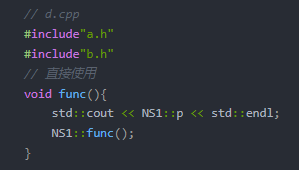 // d.cpp
#include"a.h"
#include"b.h"
// 直接使用
void func(){
    std::cout << NS1::p << std::endl;
    NS1::func();
}